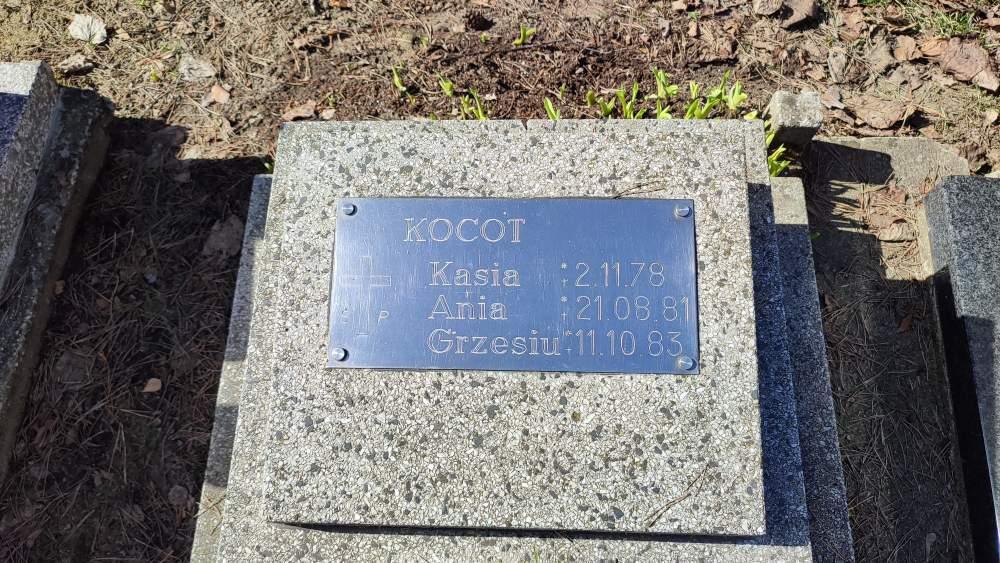 KOCOT
Kasia * 2.11.78
Ania * 21.08.81
Grzesiu * 11.10 83
P